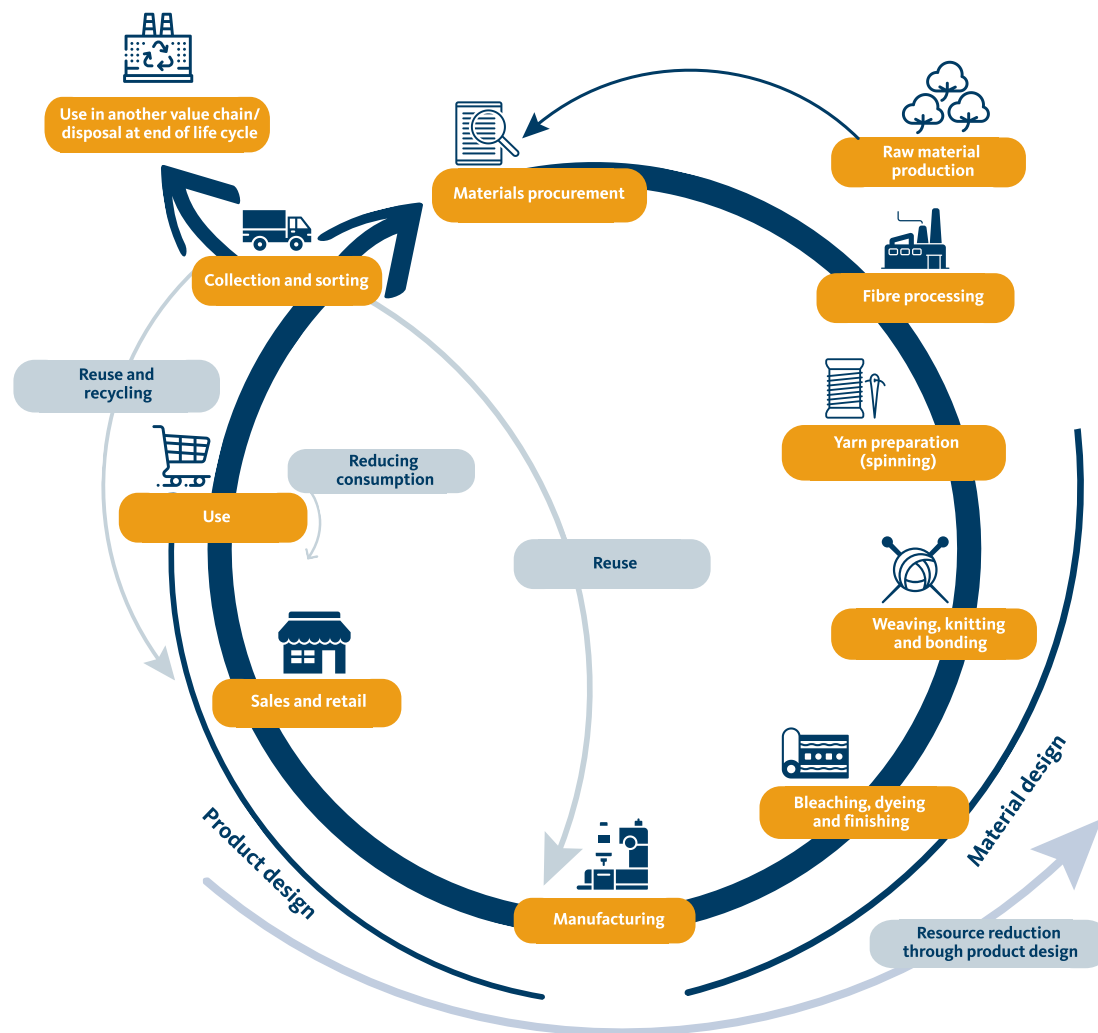 Use in another value chain/
disposal at end of life cycle
Raw material
production
Materials procurement
Collection and sorting
Fibre processing
Reuse and
recycling
Yarn preparation
(spinning)
Reducing
consumption
Use
Reuse
Weaving, knitting
and bonding
Sales and retail
Bleaching, dyeing
and finishing
Material design
Product design
Manufacturing
Resource reduction
through product design